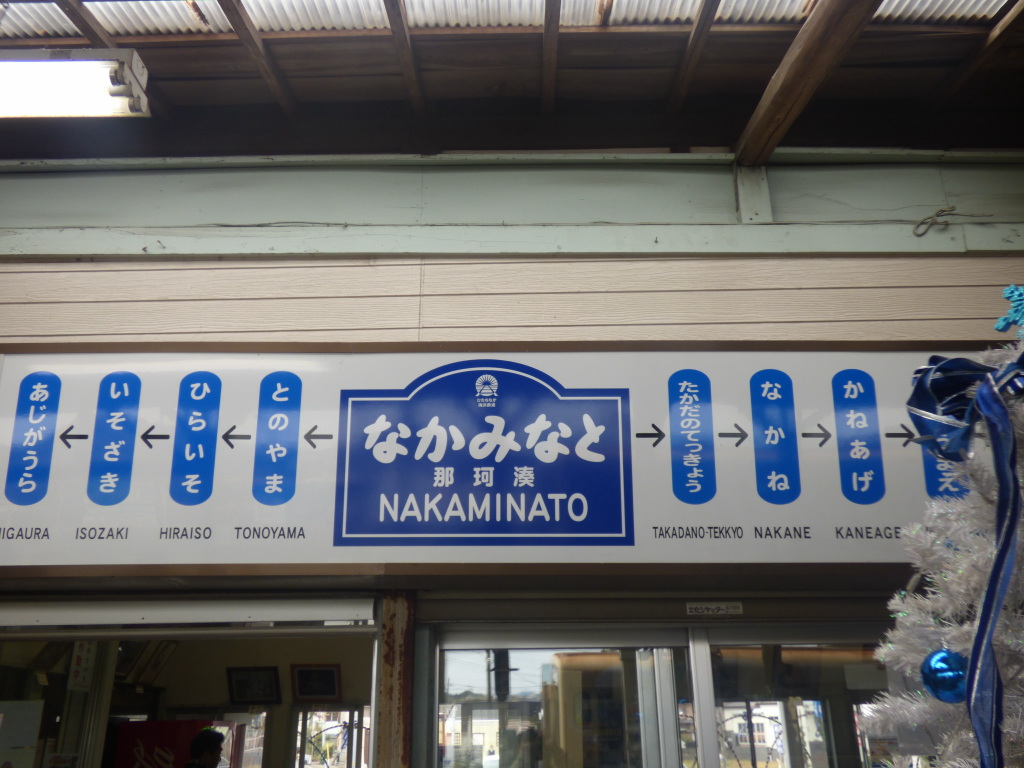 あじがうら
IGAURA
いそざき
ISOZAKI
ひらいそ
HIRAISO
とのやま
TONOYAMA
なかみなと
那珂湊
NAKAMINATO
たかだのてっきょう
TAKADANO-TEKKYO
なかね
NAKANE
かねあげ
KANEAGE